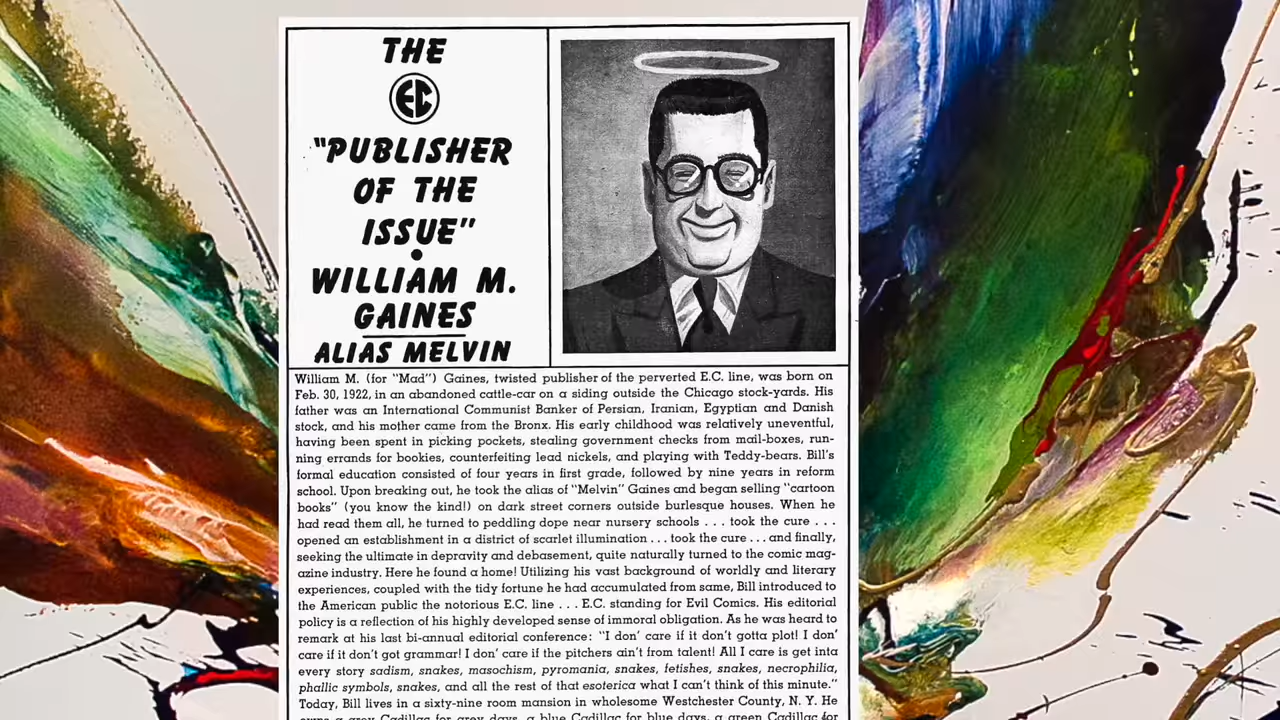 THE
EC
"PUBLISHER
OF THE
ISSUE"
WILLIAM M.
GAINES
ALIAS MELVIN
William M. (for "Mad") Gaines, twisted publisher of the perverted E.C. line, was born on
Feb. 30, 1922, in an abandoned cattle-car on a siding outside the Chicago stock-yards. His
father was an International Communist Banker of Persian, Iranian, Egyptian and Danish
stock, and his mother came from the Bronx. His early childhood was relatively uneventful,
having been spent in picking pockets, stealing government checks from mail-boxes, run-
ning errands for bookies, counterfeiting lead nickels, and playing with Teddy-bears. Bill's
formal education consisted of four years in first grade, followed by nine years in reform
school. Upon breaking out, he took the alias of "Melvin" Gaines and began selling "cartoon
books" (you know the kind!) on dark street corners outside burlesque houses. When he
had read them all, he turned to peddling dope near nursery schools . . . took the cure . . .
opened an establishment in a district of scarlet illumination . . . took the cure . . . and finally,
seeking the ultimate in depravity and debasement, quite naturally turned to the comic mag-
azine industry. Here he found a home! Utilizing his vast background of worldly and literary
experiences, coupled with the tidy fortune he had accumulated from same, Bill introduced to
the American public the notorious E.C. line . . . E.C. standing for Evil Comics. His editorial
policy is a reflection of his highly developed sense of immoral obligation. As he was heard to
remark at his last bi-annual editorial conference: "I don' care if it don't gotta plot! I don'
care if it don't got grammar! I don' care if the pitchers ain't from talent! All I care is get inta
every story sadism, snakes, masochism, pyromania, snakes, fetishes, snakes, necrophilia,
phallic symbols, snakes, and all the rest of that esoterica what I can't think of this minute."
Today, Bill lives in a sixty-nine room mansion in wholesome Westchester County, N. Y. He
owns a grey Cadillac for grey days, a blue Cadillac for blue days, a green Cadillac for